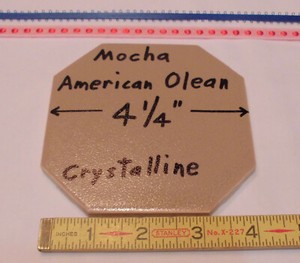 Mocha
American Olean
4 1/4"
Crystalline
INCHES 1 2 STANLEY 3 No. X-227 4